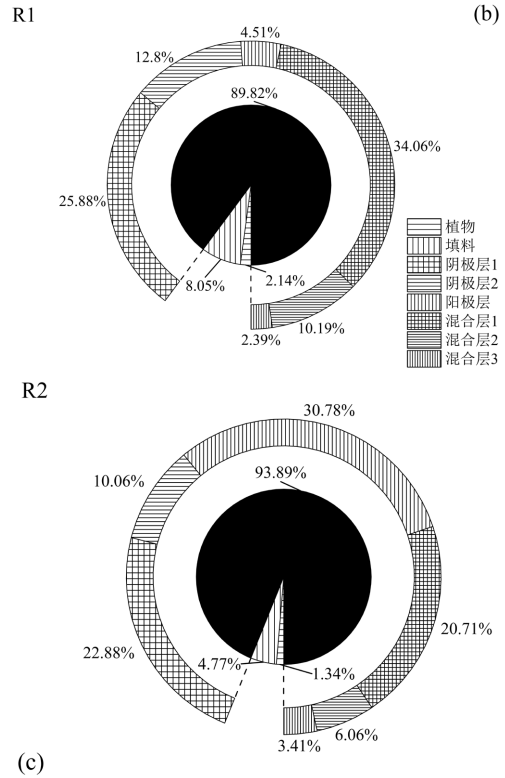 R1
(b)
4.51%
12.8%
89.82%
34.06%
25.88%
8.05%
2.14%
10.19%
2.39%
植物
填料
阴极层1
阴极层2
阳极层
混合层1
混合层2
混合层3
R2
30.78%
10.06%
93.89%
20.71%
22.88%
4.77%
1.34%
6.06%
3.41%
(c)